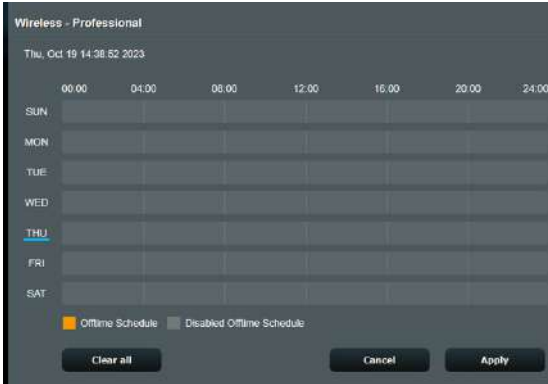 Wireless - Professional
Thu, Oct 19 14:38:52 2023
00:00 04:00 08:00 12:00 16:00 20:00 24:00
SUN
MON
TUE
WED
THU
FRI
SAT
Offtime Schedule Disabled Offtime Schedule
Clear all Cancel Apply